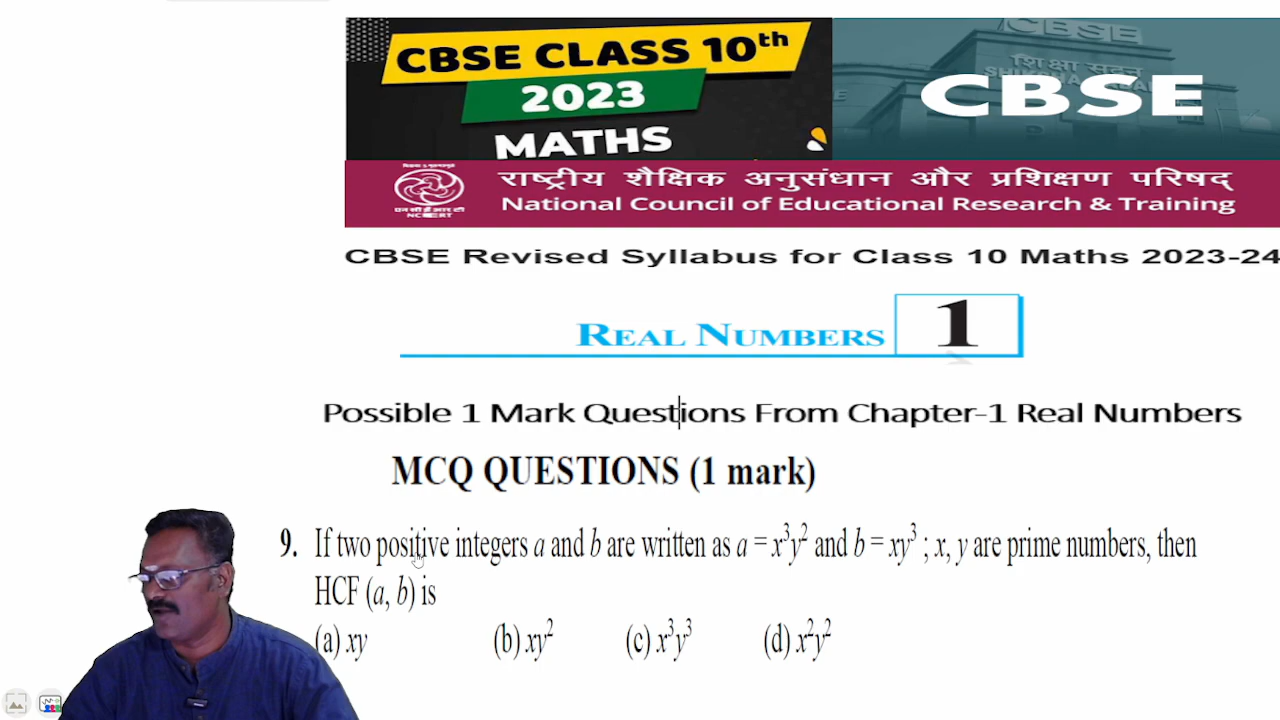 CBSE CLASS 10th
2023
MATHS
CBSE
शिक्षा सदन
CBSE
राष्ट्रीय शैक्षिक अनुसंधान और प्रशिक्षण परिषद्
National Council of Educational Research & Training
NCERT
CBSE Revised Syllabus for Class 10 Maths 2023-24
REAL NUMBERS 1
Possible 1 Mark Questions From Chapter-1 Real Numbers
MCQ QUESTIONS (1 mark)
9. If two positive integers a and b are written as a = x³y² and b = xy³ ; x, y are prime numbers, then
HCF (a, b) is
(a) xy (b) xy² (c) x³y³ (d) x²y²